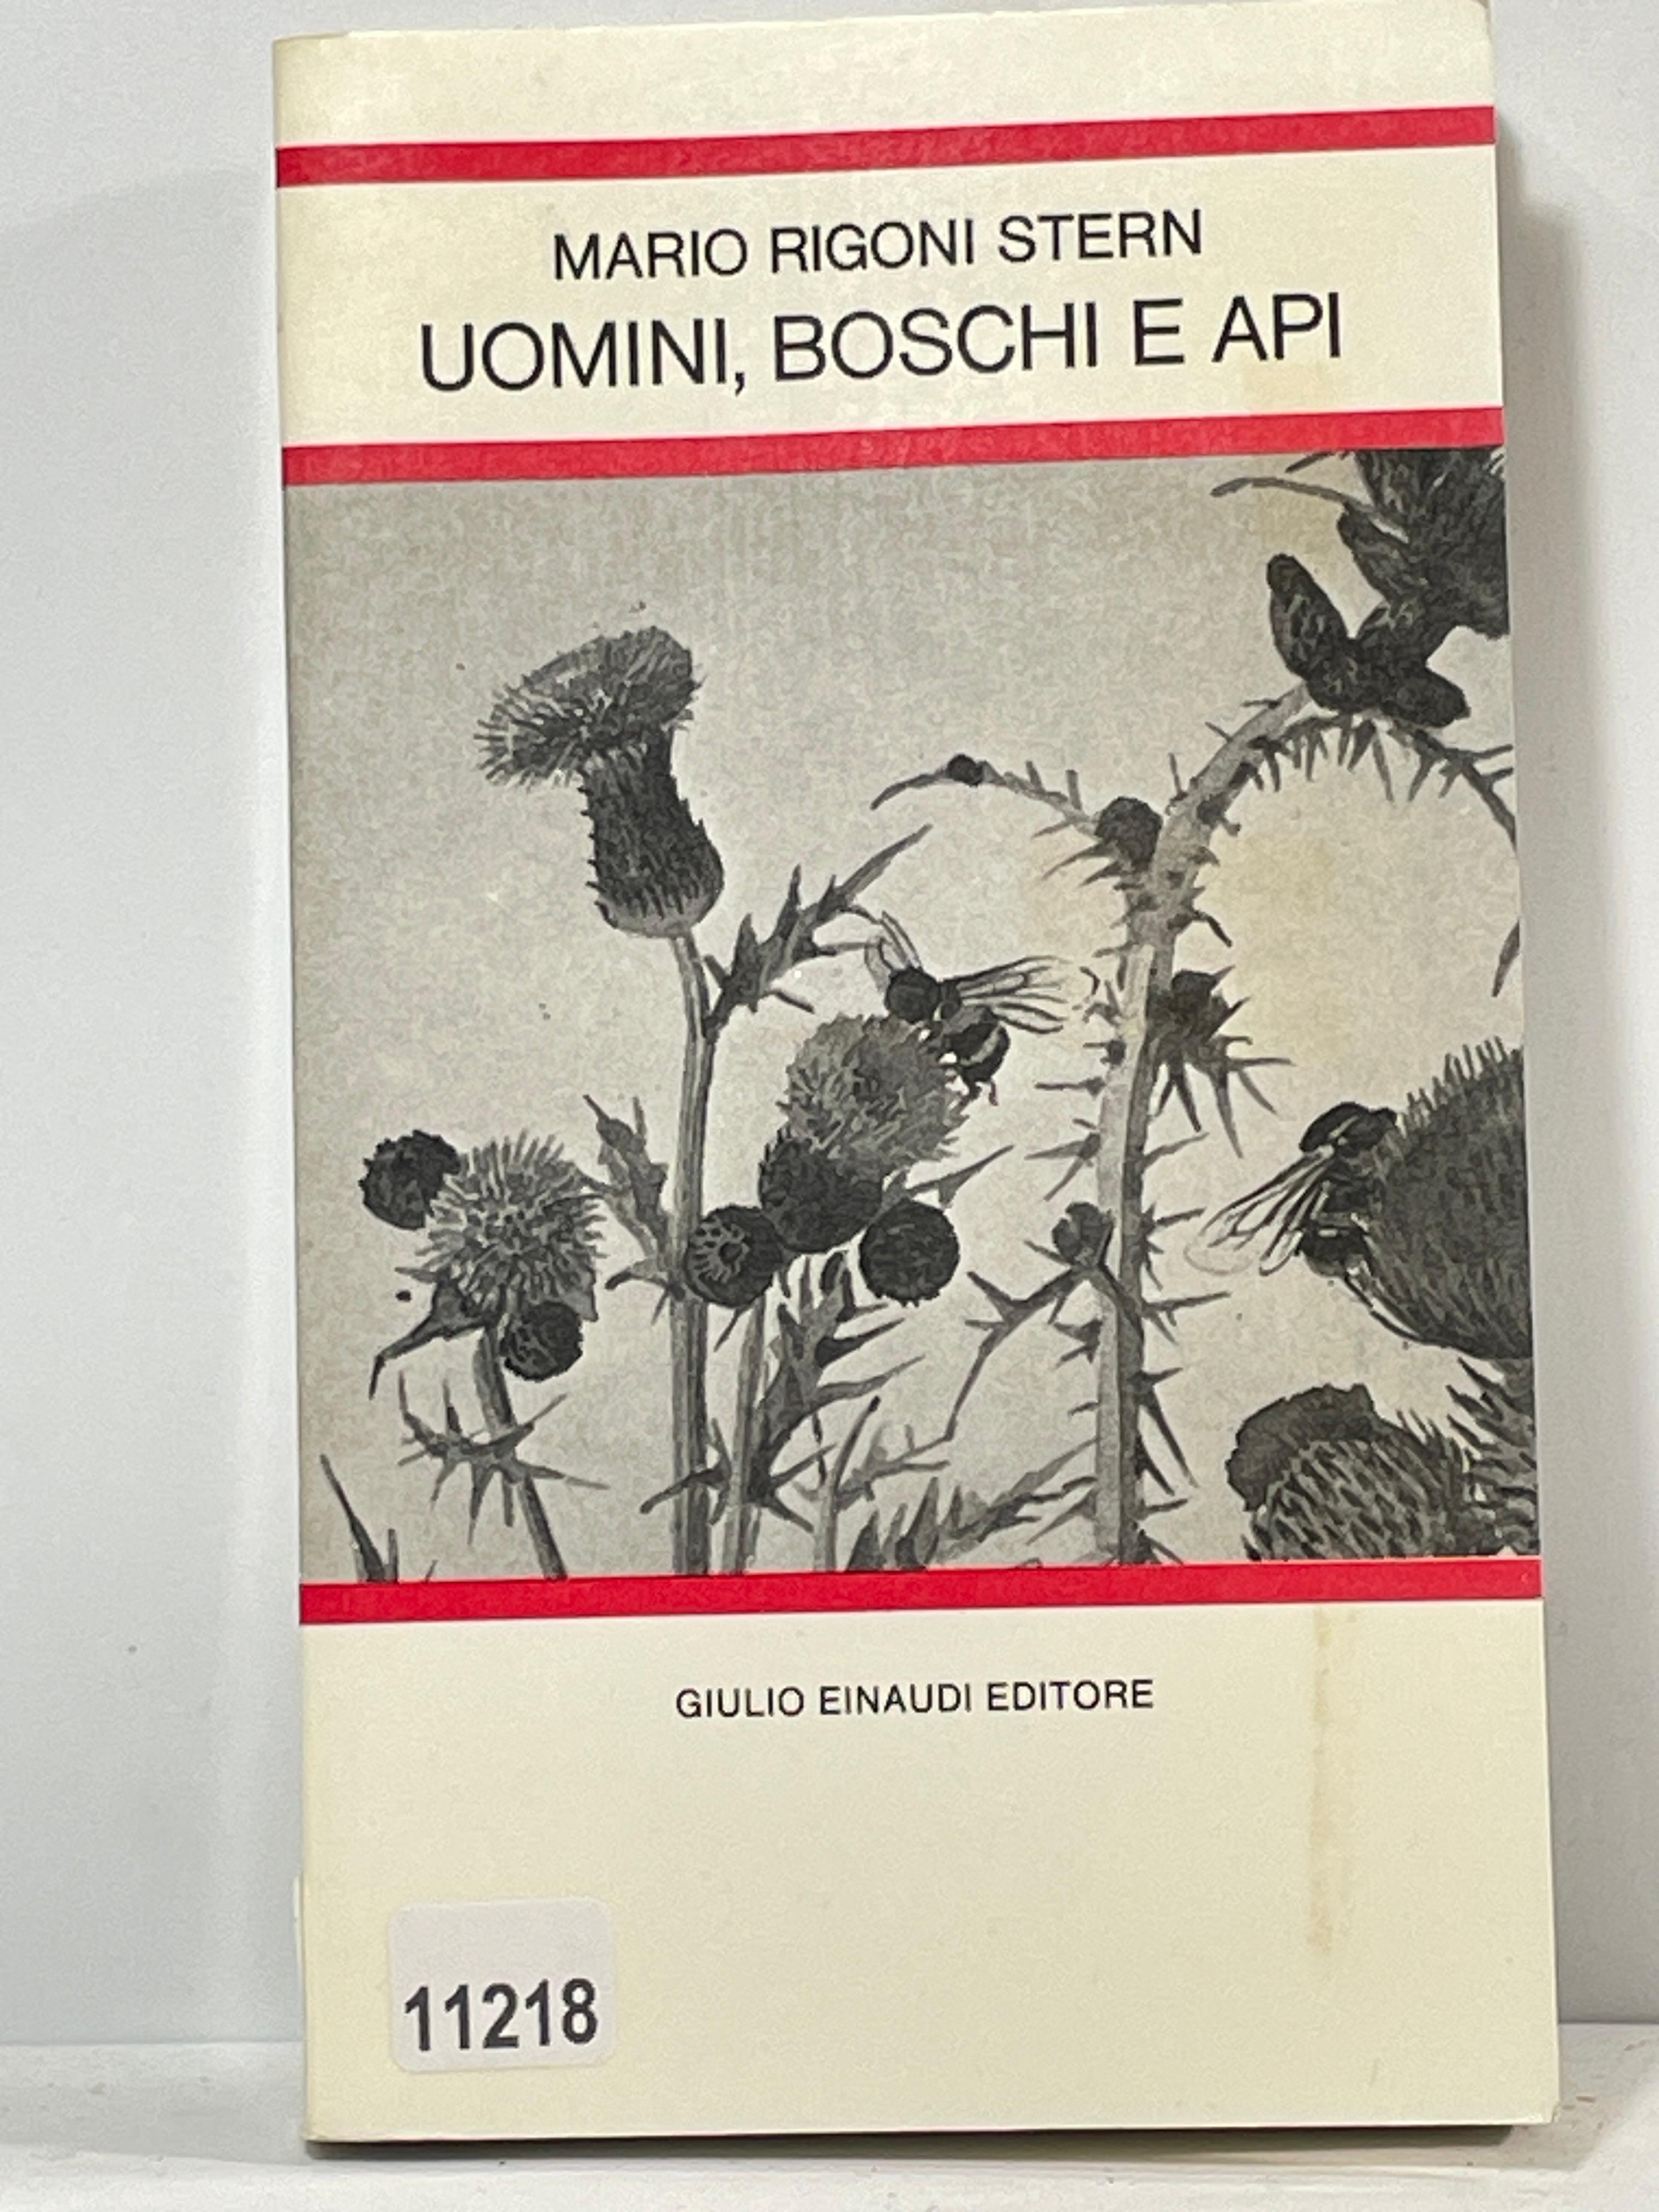 MARIO RIGONI STERN
UOMINI, BOSCHI E API
GIULIO EINAUDI EDITORE
11218